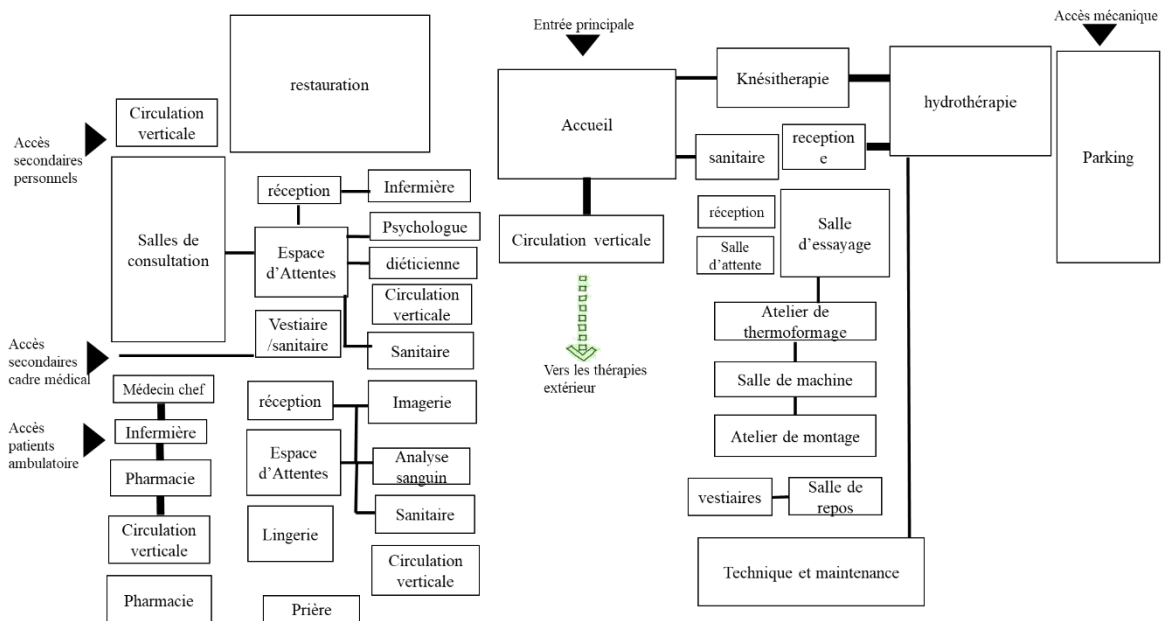 Entrée principale
Accès mécanique
restauration
Circulation
verticale
Accès
secondaires
personnels
Accueil
Knésitherapie
hydrothérapie
sanitaire
reception
e
Parking
Salles de
consultation
réception
Infermière
Espace
d'Attentes
Psychologue
diéticienne
Circulation
verticale
Vestiaire
/sanitaire
Sanitaire
Circulation verticale
réception
Salle
d'attente
Salle
d'essayage
Atelier de
thermoformage
Salle de machine
Atelier de montage
Vers les thérapies
extérieur
Accès
secondaires
cadre médical
Médecin chef
Accès
patients
ambulatoire
Infermière
Pharmacie
Circulation
verticale
Pharmacie
réception
Imagerie
Espace
d'Attentes
Analyse
sanguin
Sanitaire
Lingerie
Circulation
verticale
Prière
vestiaires
Salle de
repos
Technique et maintenance